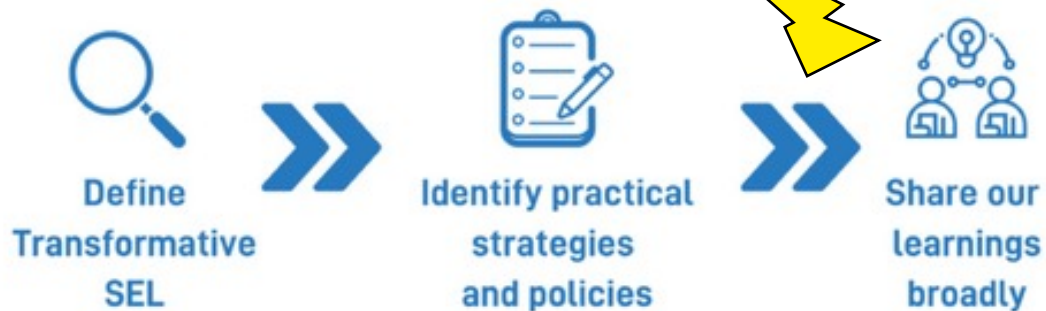 Define
Transformative
SEL
Identify practical
strategies
and policies
Share our
learnings
broadly